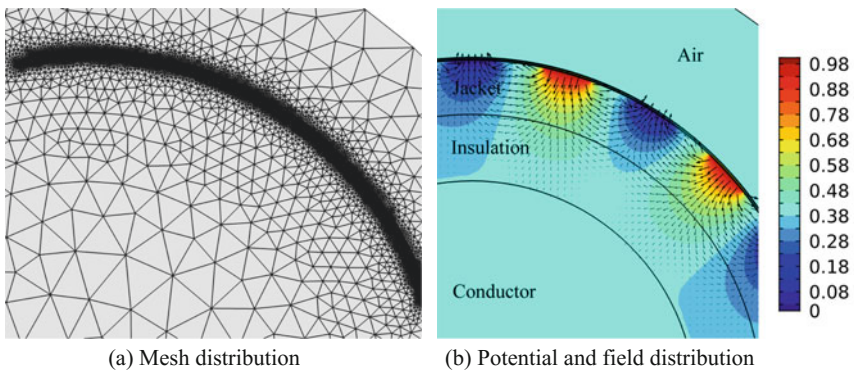 Air
Jacket
Insulation
Conductor
0.98
0.88
0.78
0.68
0.58
0.48
0.38
0.28
0.18
0.08
0
(a) Mesh distribution
(b) Potential and field distribution